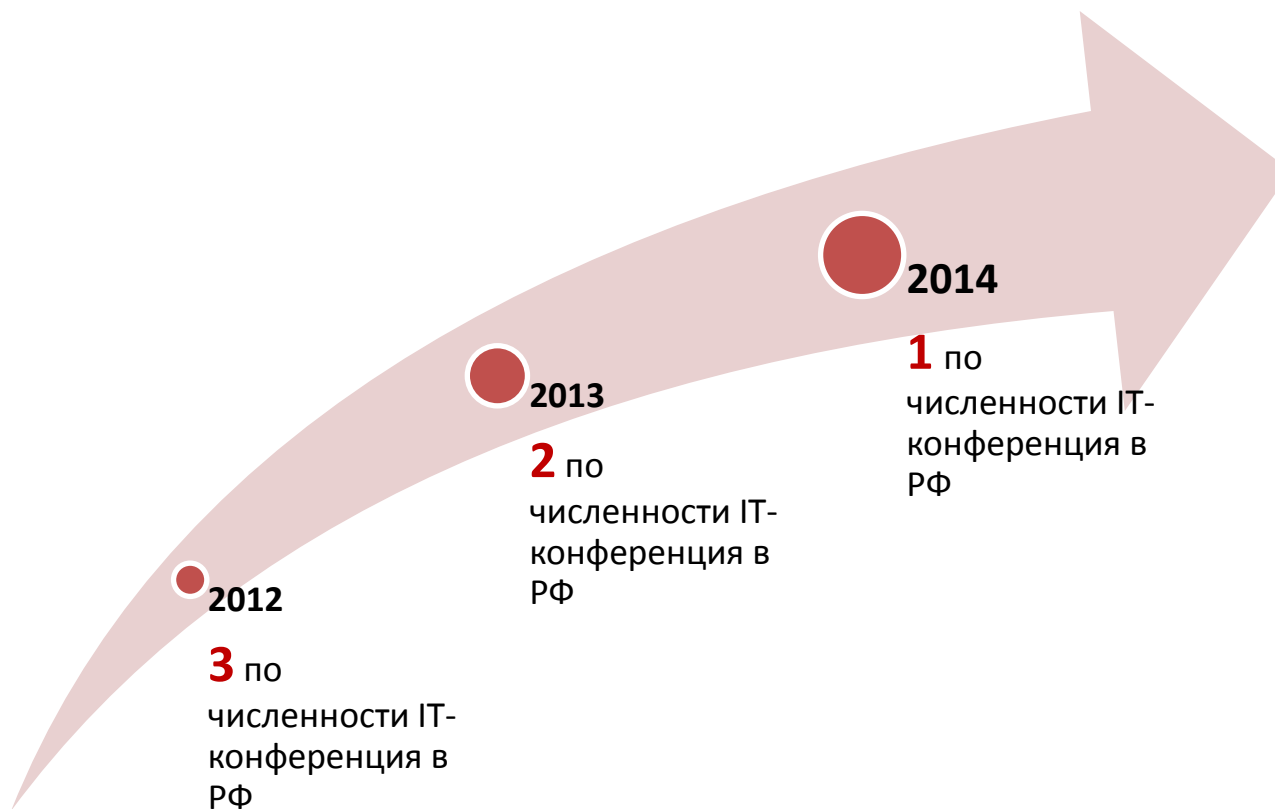 2012
3 по
численности IT-
конференция в
РФ
2013
2 по
численности IT-
конференция в
РФ
2014
1 по
численности IT-
конференция в
РФ